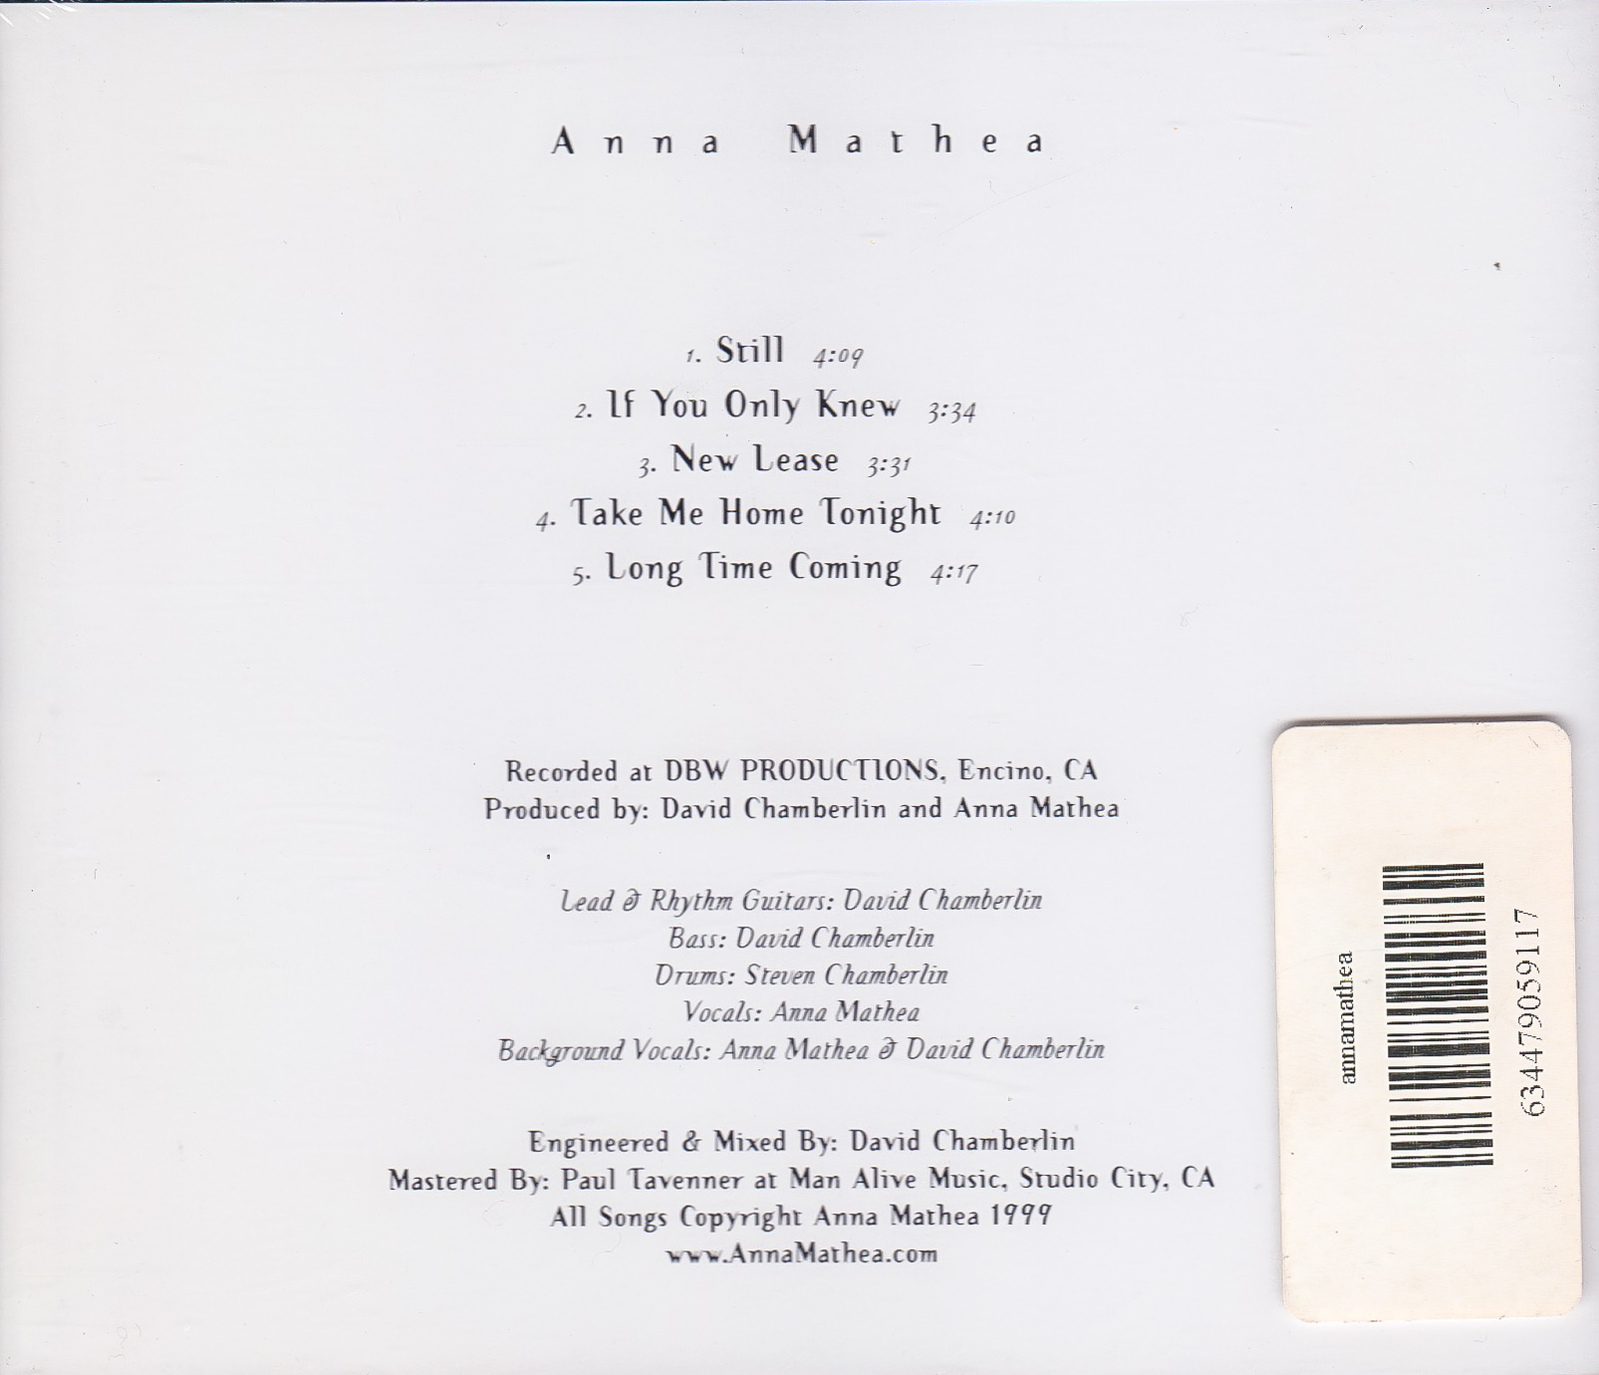 Anna Mathea
1. Still 4:09
2. If You Only Knew 3:34
3. New Lease 3:31
4. Take Me Home Tonight 4:10
5. Long Time Coming 4:17
Recorded at DBW PRODUCTIONS, Encino, CA
Produced by: David Chamberlin and Anna Mathea
Lead & Rhythm Guitars: David Chamberlin
Bass: David Chamberlin
Drums: Steven Chamberlin
Vocals: Anna Mathea
Background Vocals: Anna Mathea & David Chamberlin
Engineered & Mixed By: David Chamberlin
Mastered By: Paul Tavenner at Man Alive Music, Studio City, CA
All Songs Copyright Anna Mathea 1999
www.AnnaMathea.com
annamathea
634479059117